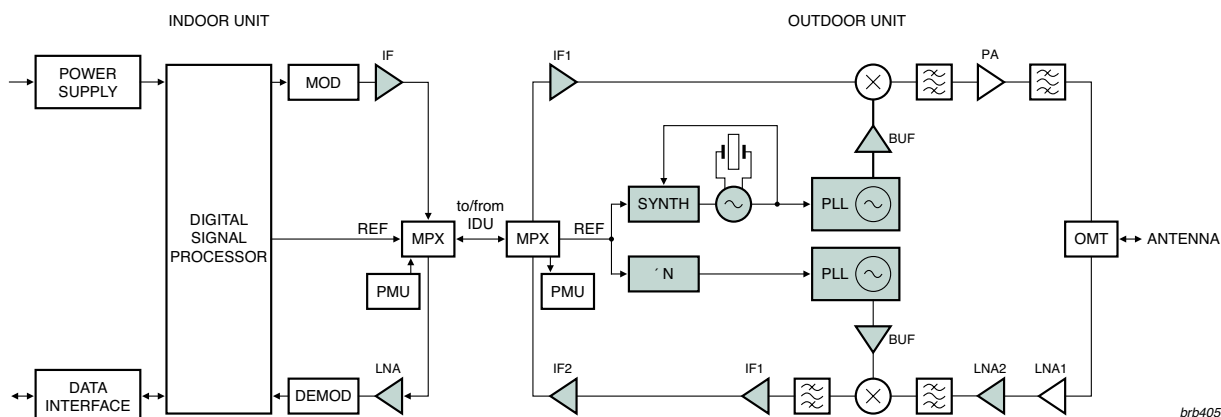 INDOOR UNIT
OUTDOOR UNIT
POWER
SUPPLY
DIGITAL
SIGNAL
PROCESSOR
MOD
IF
REF
MPX
PMU
to/from
IDU
LNA
DEMOD
DATA
INTERFACE
IF1
PA
BUF
SYNTH
PLL
MPX
REF
PMU
´N
PLL
BUF
OMT
ANTENNA
IF2
IF1
LNA2
LNA1
brb405